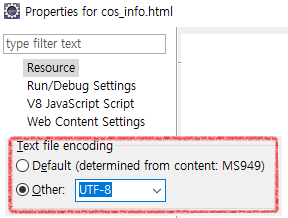 Properties for cos_info.html
type filter text
Resource
Run/Debug Settings
V8 JavaScript Script
Web Content Settings
Text file encoding
Default (determined from content: MS949)
Other: UTF-8